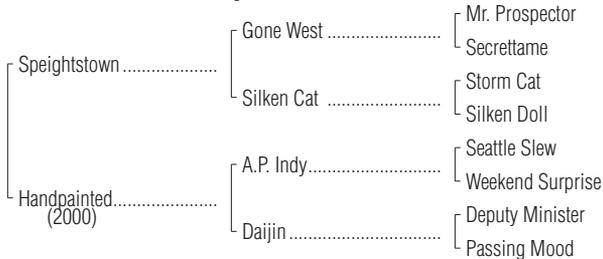 Mr. Prospector
Gone West ........................
Secrettame
Speightstown ....................
Storm Cat
Silken Cat ........................
Silken Doll
Seattle Slew
A.P. Indy............................
Weekend Surprise
Handpainted......................
(2000)
Deputy Minister
Daijin ................................
Passing Mood